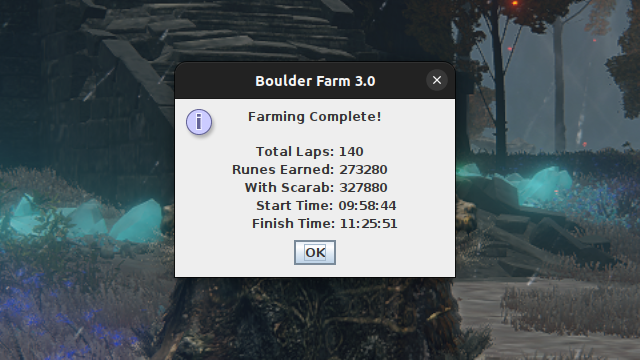 Boulder Farm 3.0
Farming Complete!
Total Laps: 140
Runes Earned: 273280
With Scarab: 327880
Start Time: 09:58:44
Finish Time: 11:25:51
OK